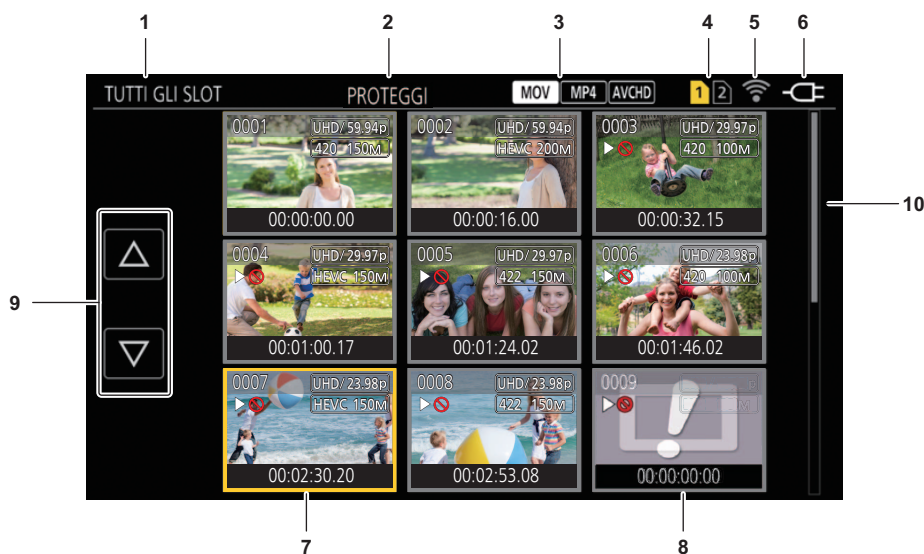 1 2 3 4 5 6
TUTTI GLI SLOT PROTEGGI MOV MP4 AVCHD 1 2
0001 UHD/59.94p 0002 UHD/59.94p 0003 UHD/29.97p
420 150M HEVC 200M 420 100M
00:00:00.00 00:00:16.00 00:00:32.15
10
0004 UHD/29.97p 0005 UHD/29.97p 0006 UHD/23.98p
HEVC 150M 422 150M 420 100M
9
00:01:00.17 00:01:24.02 00:01:46.02
0007 UHD/23.98p 0008 UHD/23.98p 0009
HEVC 150M 422 150M
00:02:30.20 00:02:53.08 00:00:00:00
7 8